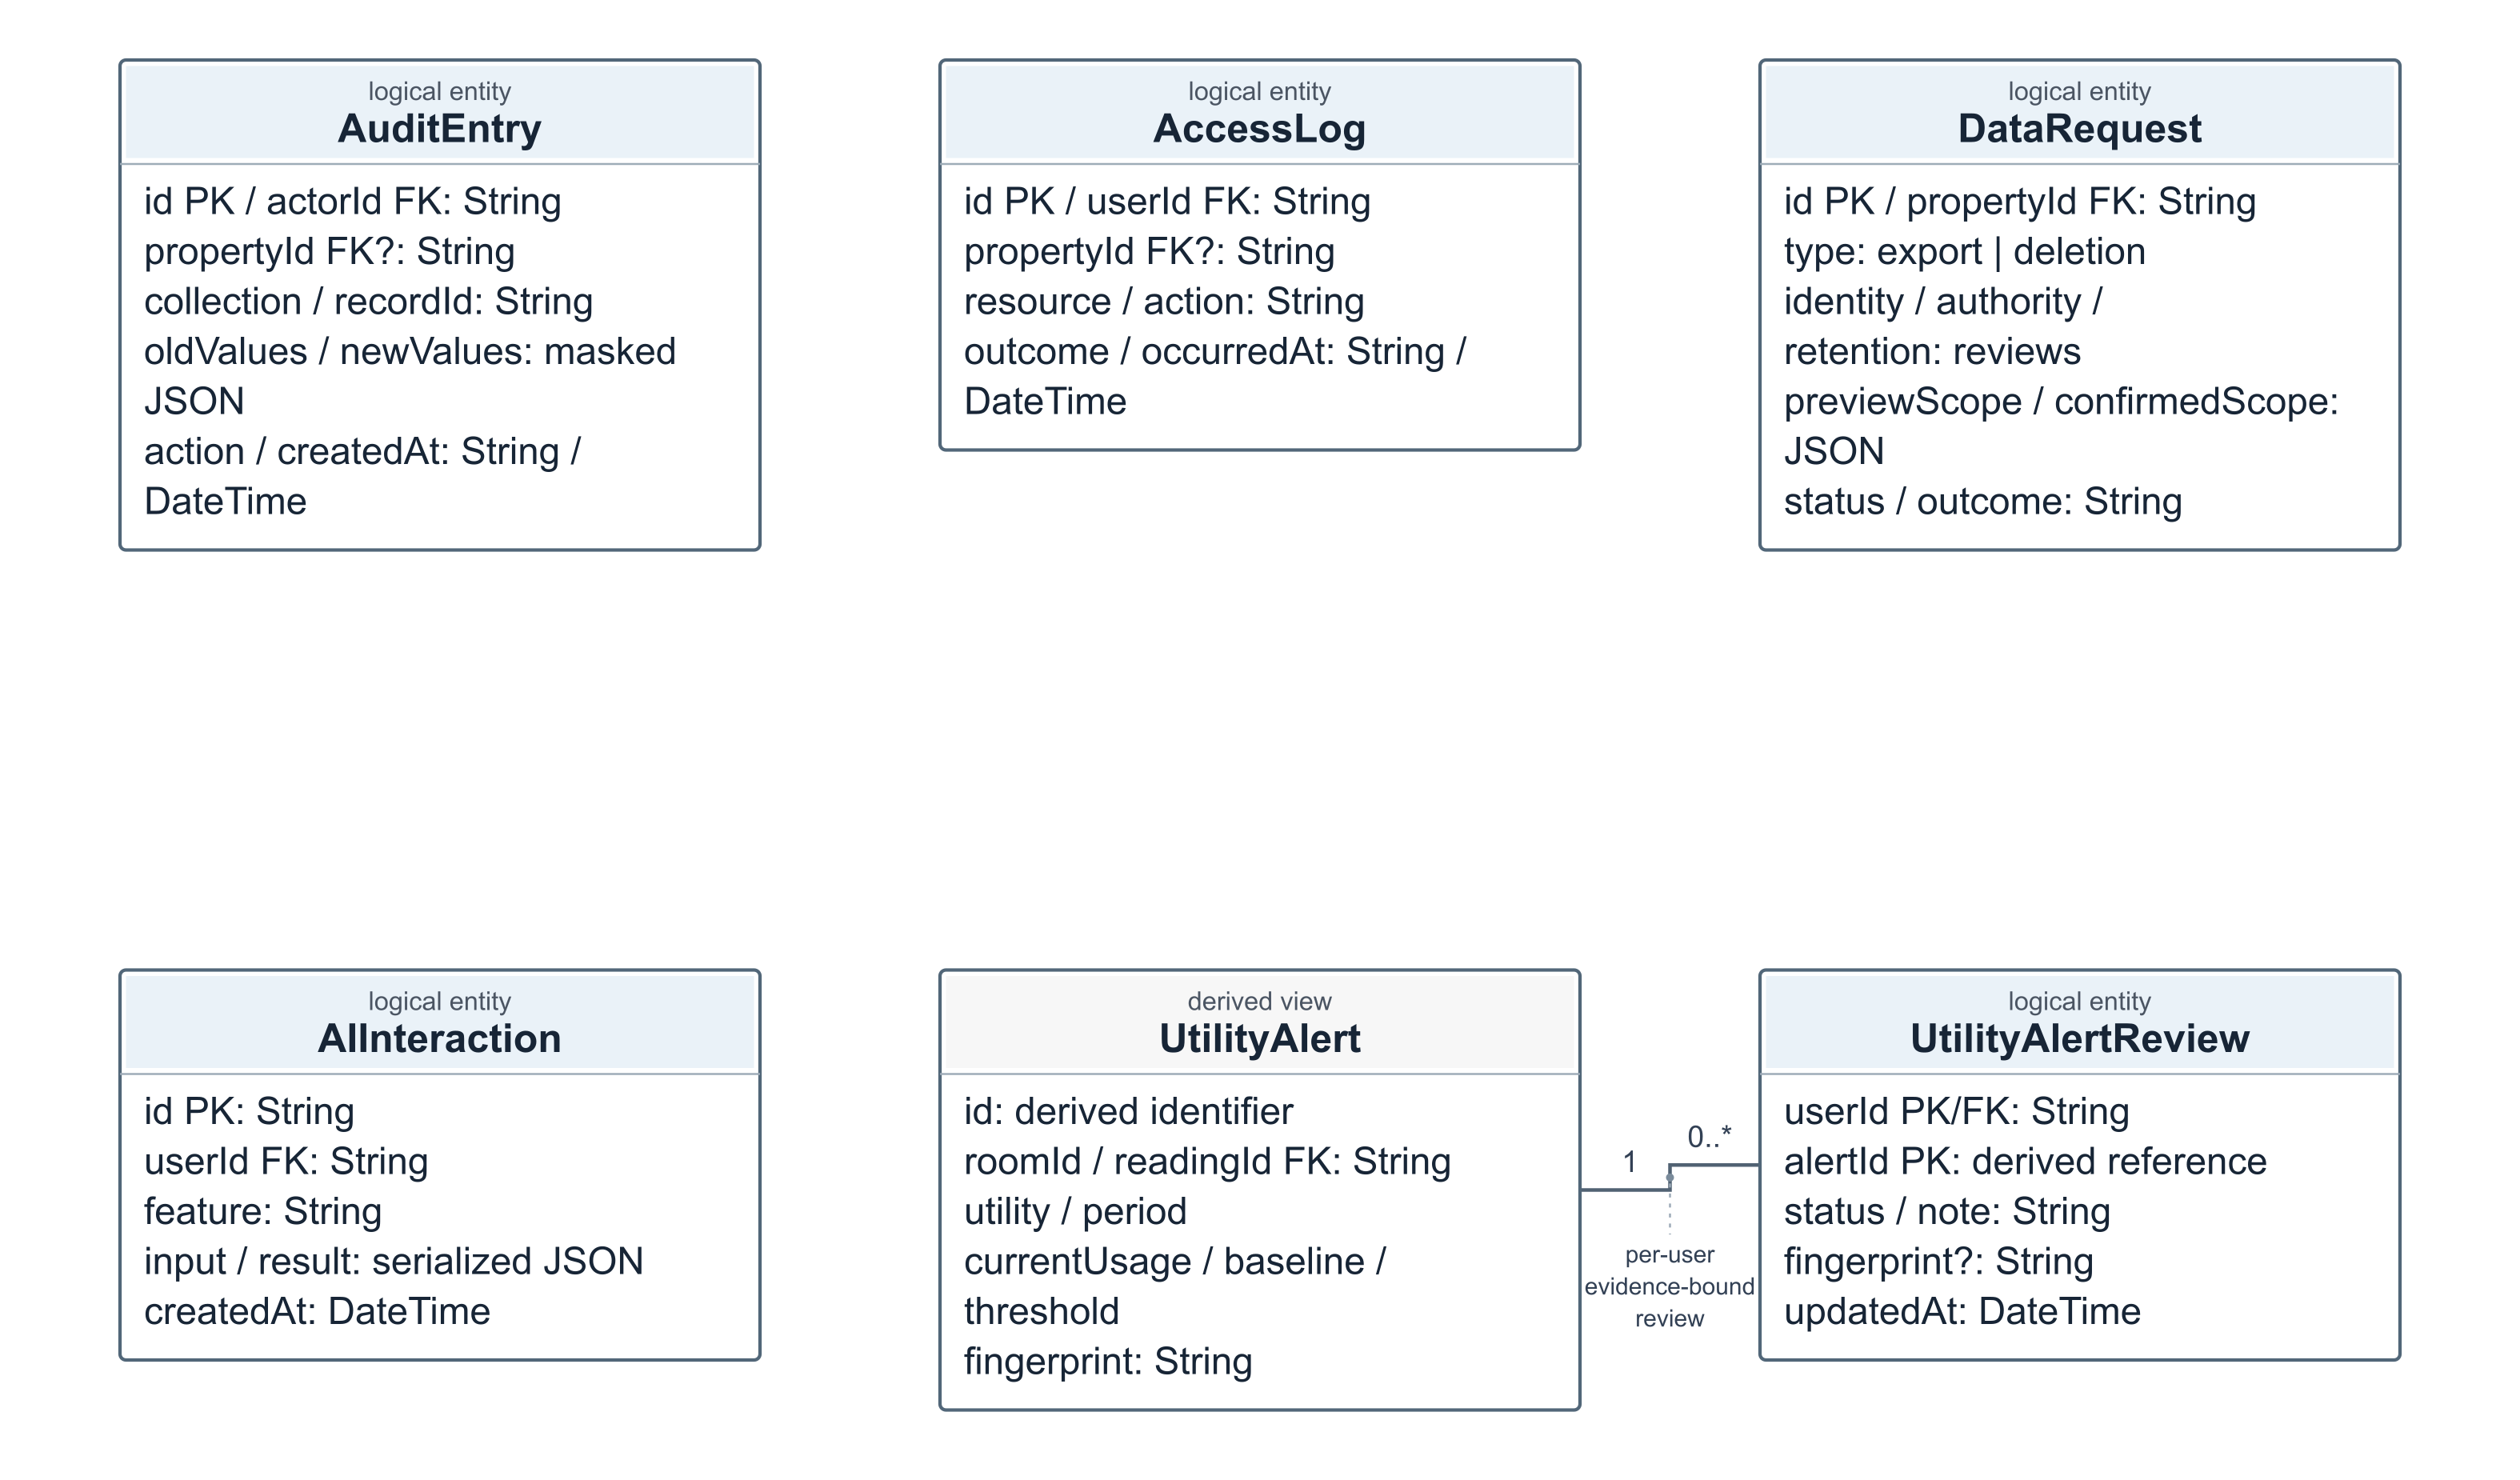 logical entity
AuditEntry
id PK / actorId FK: String
propertyId FK?: String
collection / recordId: String
oldValues / newValues: masked
JSON
action / createdAt: String /
DateTime
logical entity
AccessLog
id PK / userId FK: String
propertyId FK?: String
resource / action: String
outcome / occurredAt: String /
DateTime
logical entity
DataRequest
id PK / propertyId FK: String
type: export | deletion
identity / authority /
retention: reviews
previewScope / confirmedScope:
JSON
status / outcome: String
logical entity
AIInteraction
id PK: String
userId FK: String
feature: String
input / result: serialized JSON
createdAt: DateTime
derived view
UtilityAlert
id: derived identifier
roomId / readingId FK: String
utility / period
currentUsage / baseline /
threshold
fingerprint: String
1
0..*
per-user
evidence-bound
review
logical entity
UtilityAlertReview
userId PK/FK: String
alertId PK: derived reference
status / note: String
fingerprint?: String
updatedAt: DateTime